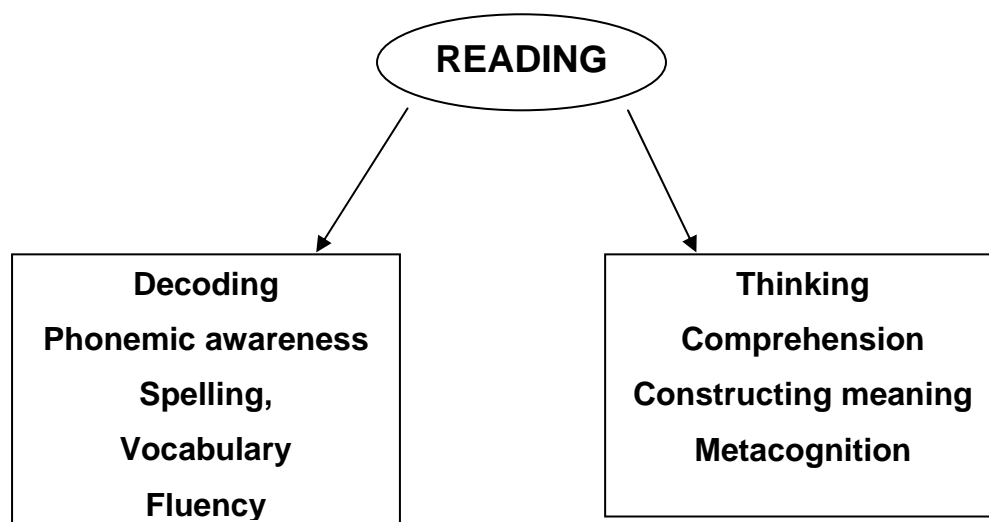 READING
Decoding
Phonemic awareness
Spelling,
Vocabulary
Fluency
Thinking
Comprehension
Constructing meaning
Metacognition